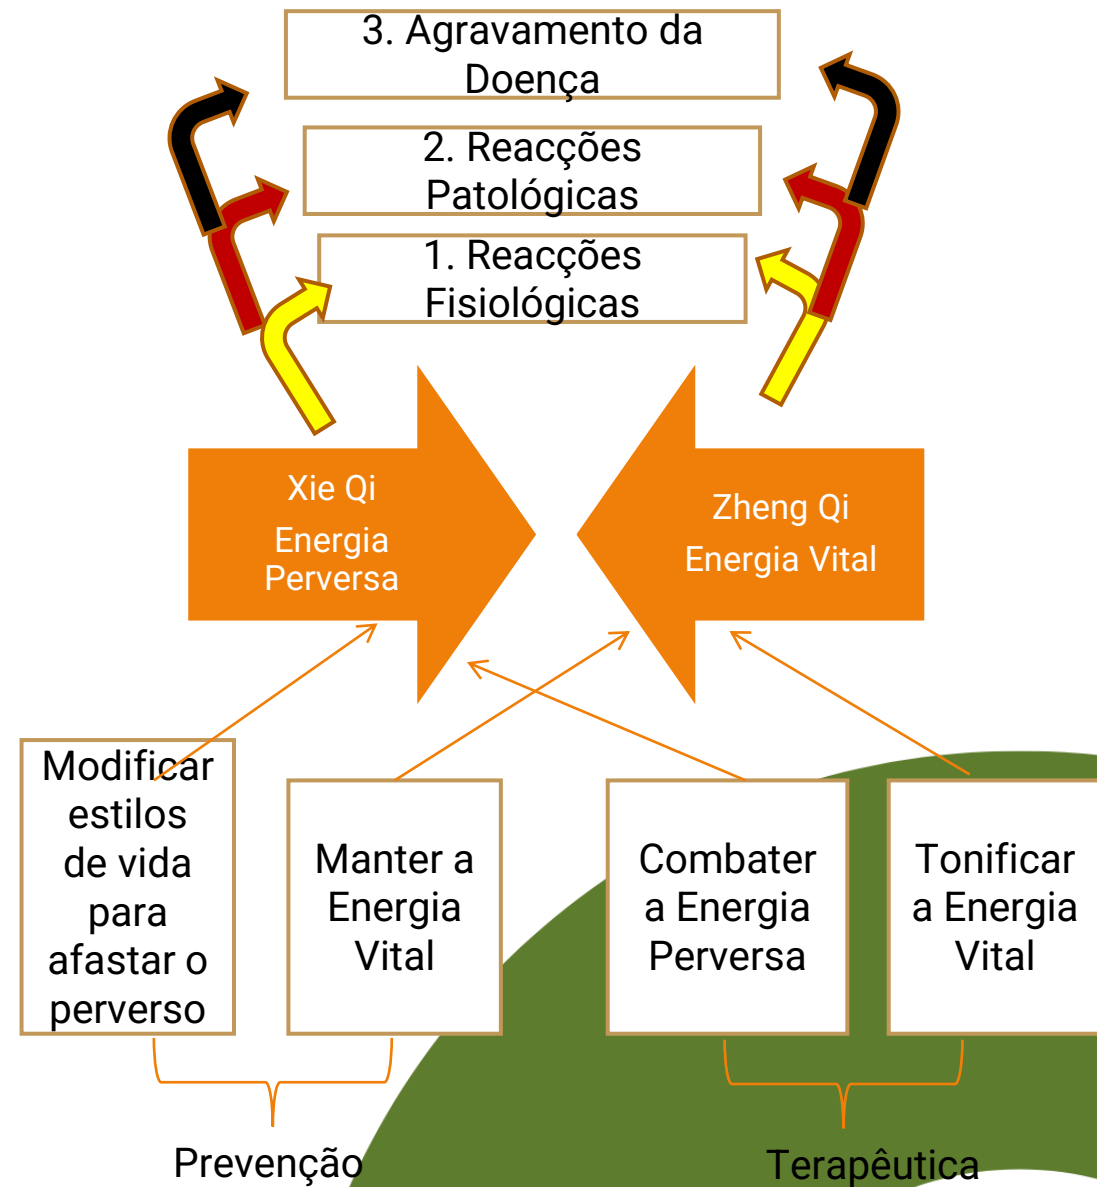 3. Agravamento da
Doença
2. Reacções
Patológicas
1. Reacções
Fisiológicas
Xie Qi
Energia
Perversa
Zheng Qi
Energia Vital
Modificar
estilos
de vida
para
afastar o
perverso
Manter a
Energia
Vital
Combater
a Energia
Perversa
Tonificar
a Energia
Vital
Prevenção
Terapêutica